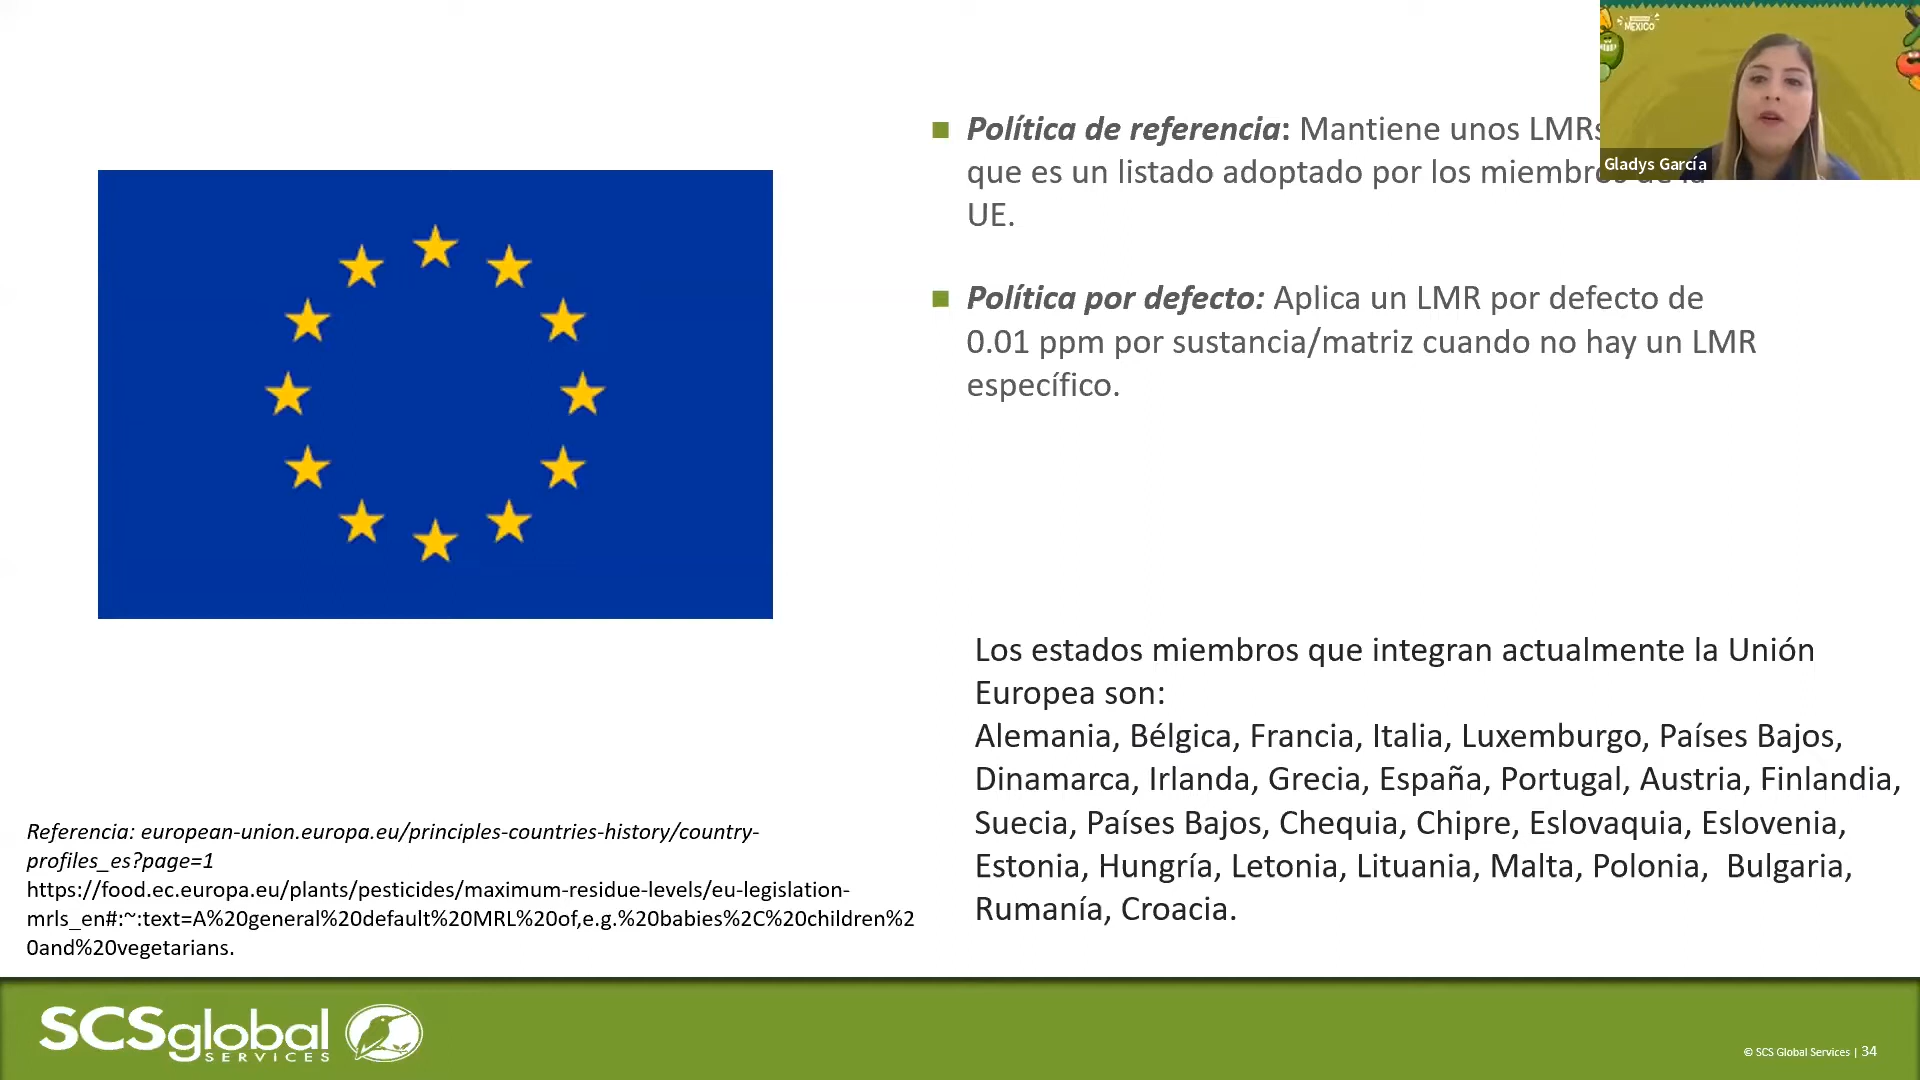 MÉXICO
Gladys García
Política de referencia: Mantiene unos LMRs
que es un listado adoptado por los miembros de la
UE.
Política por defecto: Aplica un LMR por defecto de
0.01 ppm por sustancia/matriz cuando no hay un LMR
específico.
Los estados miembros que integran actualmente la Unión
Europea son:
Alemania, Bélgica, Francia, Italia, Luxemburgo, Países Bajos,
Dinamarca, Irlanda, Grecia, España, Portugal, Austria, Finlandia,
Suecia, Países Bajos, Chequia, Chipre, Eslovaquia, Eslovenia,
Estonia, Hungría, Letonia, Lituania, Malta, Polonia, Bulgaria,
Rumanía, Croacia.
Referencia: european-union.europa.eu/principles-countries-history/country-
profiles_es?page=1
https://food.ec.europa.eu/plants/pesticides/maximum-residue-levels/eu-legislation-
mrls_en#:~:text=A%20general%20default%20MRL%20of,e.g.%20babies%2C%20children%2
0and%20vegetarians.
SCSglobal
SERVICES
© SCS Global Services | 34